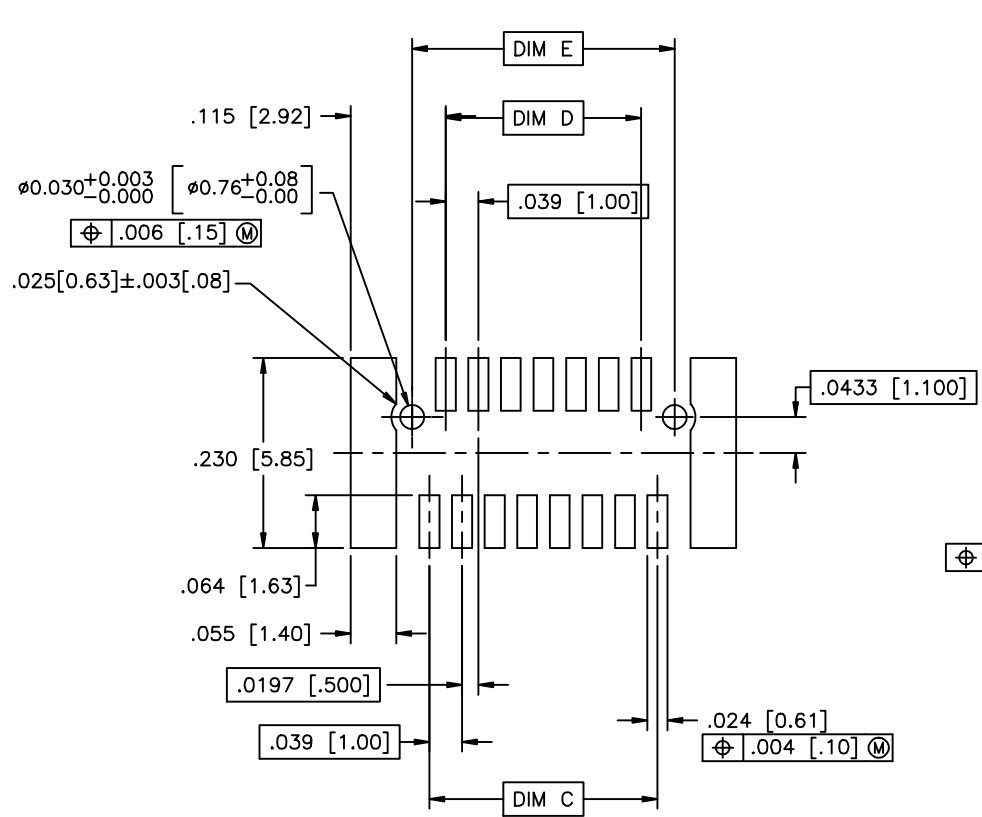 DIM E
.115 [2.92]
DIM D
⌀0.030+0.003 −0.000 [⌀0.76+0.08 −0.00]
.039 [1.00]
⌖ .006 [.15] Ⓜ
.025[0.63]±.003[.08]
.0433 [1.100]
.230 [5.85]
⌖
.064 [1.63]
.055 [1.40]
.0197 [.500]
.024 [0.61]
.039 [1.00]
⌖ .004 [.10] Ⓜ
DIM C